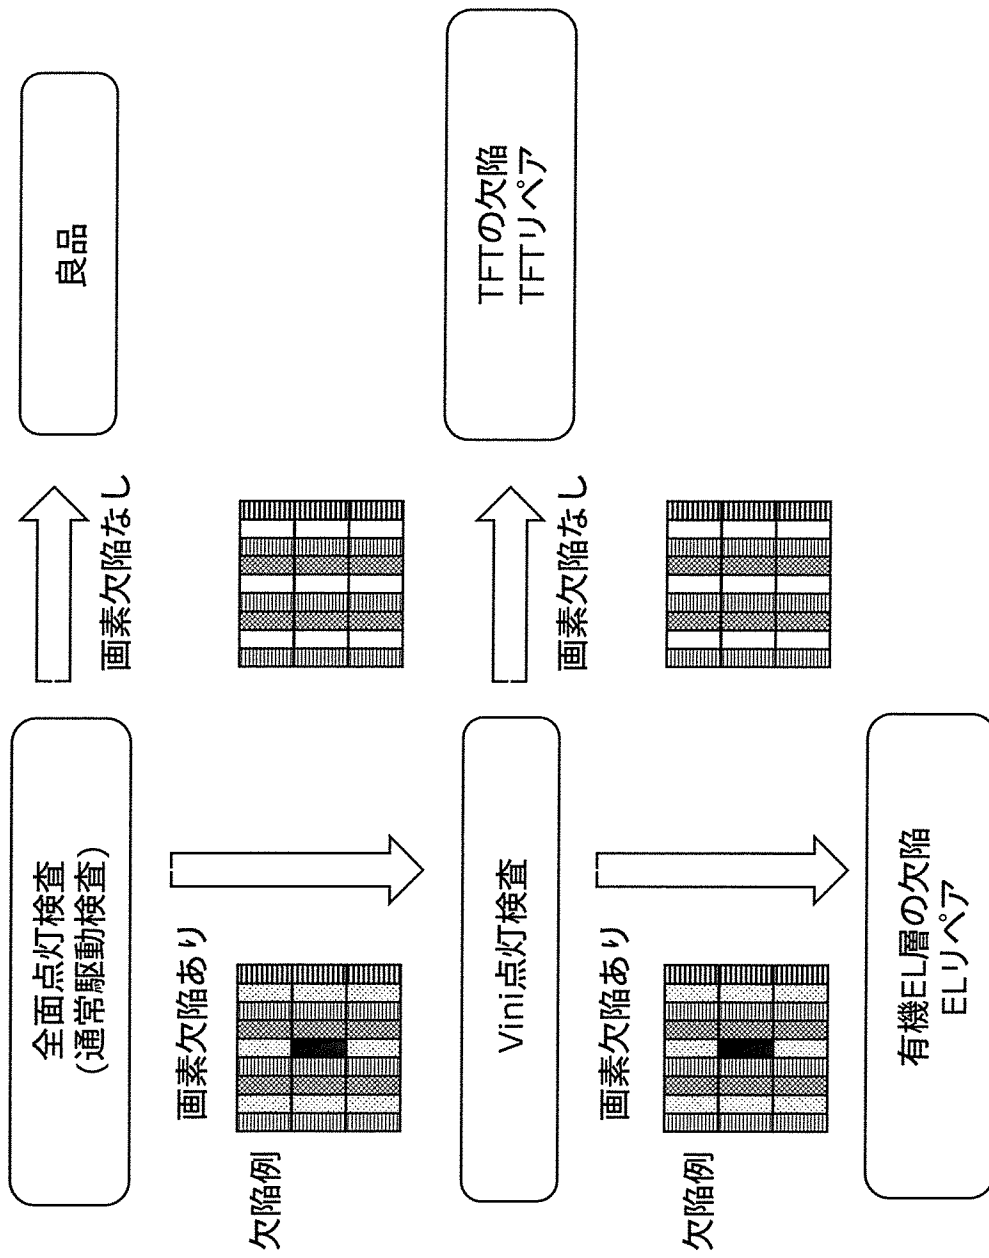 全面点灯検査
(通常駆動検査)
画素欠陥なし
良品
画素欠陥あり
欠陥例
Vini点灯検査
画素欠陥なし
TFTの欠陥
TFTリペア
画素欠陥あり
欠陥例
有機EL層の欠陥
ELリペア